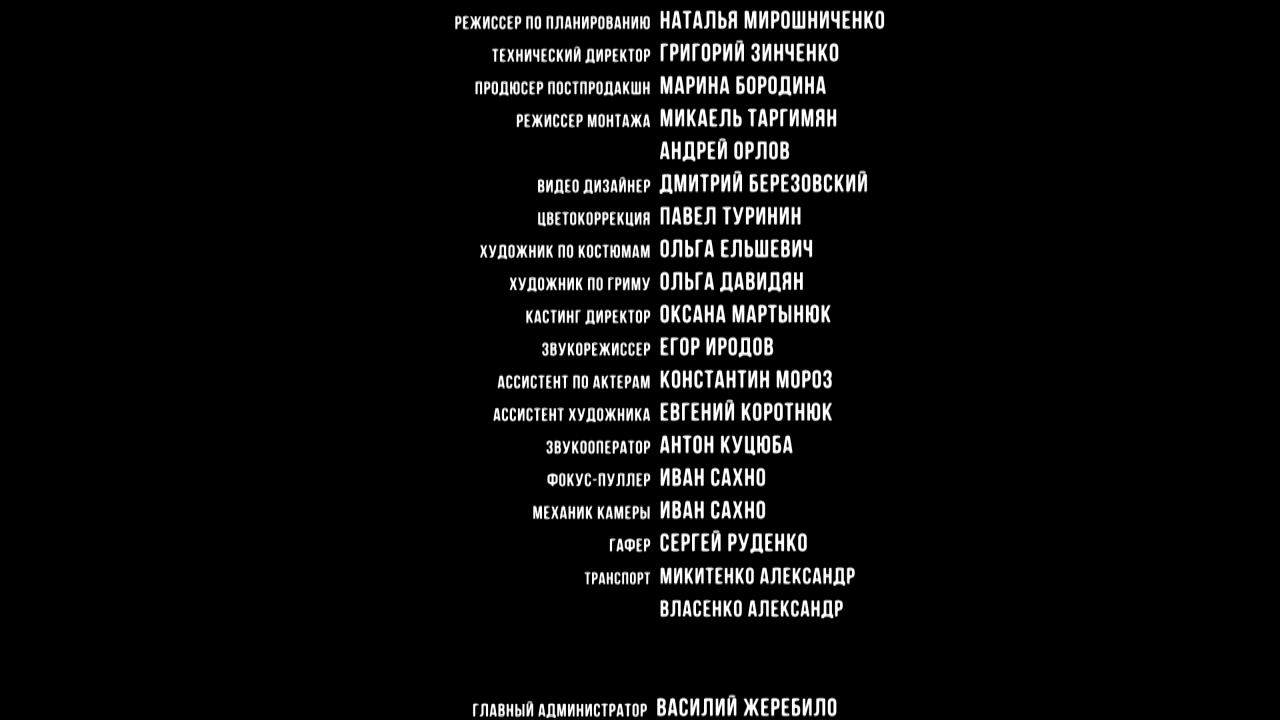 РЕЖИССЕР ПО ПЛАНИРОВАНИЮ НАТАЛЬЯ МИРОШНИЧЕНКО
ТЕХНИЧЕСКИЙ ДИРЕКТОР ГРИГОРИЙ ЗИНЧЕНКО
ПРОДЮСЕР ПОСТПРОДАКШН МАРИНА БОРОДИНА
РЕЖИССЕР МОНТАЖА МИКАЕЛЬ ТАРГИМЯН
АНДРЕЙ ОРЛОВ
ВИДЕО ДИЗАЙНЕР ДМИТРИЙ БЕРЕЗОВСКИЙ
ЦВЕТОКОРРЕКЦИЯ ПАВЕЛ ТУРИНИН
ХУДОЖНИК ПО КОСТЮМАМ ОЛЬГА ЕЛЬШЕВИЧ
ХУДОЖНИК ПО ГРИМУ ОЛЬГА ДАВИДЯН
КАСТИНГ ДИРЕКТОР ОКСАНА МАРТЫНЮК
ЗВУКОРЕЖИССЕР ЕГОР ИРОДОВ
АССИСТЕНТ ПО АКТЕРАМ КОНСТАНТИН МОРОЗ
АССИСТЕНТ ХУДОЖНИКА ЕВГЕНИЙ КОРОТНЮК
ЗВУКООПЕРАТОР АНТОН КУЦЮБА
ФОКУС-ПУЛЛЕР ИВАН САХНО
МЕХАНИК КАМЕРЫ ИВАН САХНО
ГАФЕР СЕРГЕЙ РУДЕНКО
ТРАНСПОРТ МИКИТЕНКО АЛЕКСАНДР
ВЛАСЕНКО АЛЕКСАНДР
ГЛАВНЫЙ АДМИНИСТРАТОР ВАСИЛИЙ ЖЕРЕБИЛО